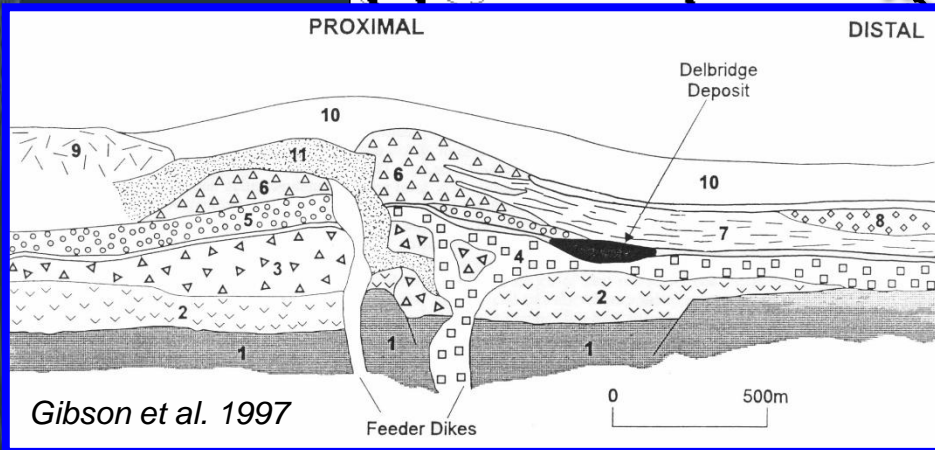 PROXIMAL
DISTAL
Delbridge
Deposit
10
9
11
6
6
10
5
8
7
3
4
2
2
1
1
1
0 500m
Gibson et al. 1997
Feeder Dikes